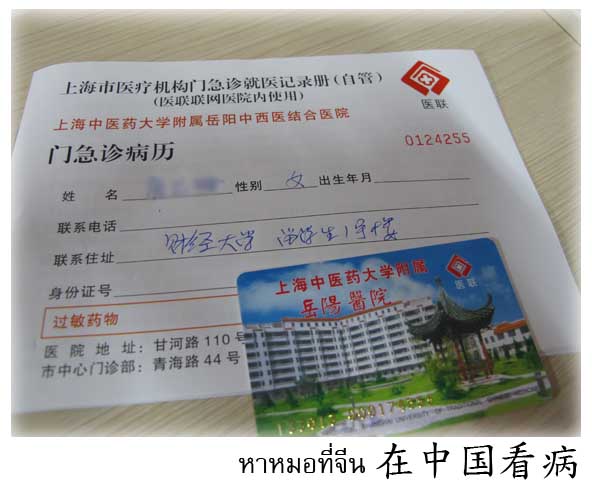 上海市医疗机构门急诊就医记录册(自管)
(医联联网医院内使用)
医联
上海中医药大学附属岳阳中西医结合医院
0124255
门急诊病历
姓 名 性别 女 出生年月
联系电话
联系住址 财经大学 留学生1号楼
身份证号
过敏药物
医院地址: 甘河路 110 号
市中心门诊部: 青海路 44 号
上海中医药大学附属
岳陽醫院
医联
หาหมอที่จีน 在中国看病